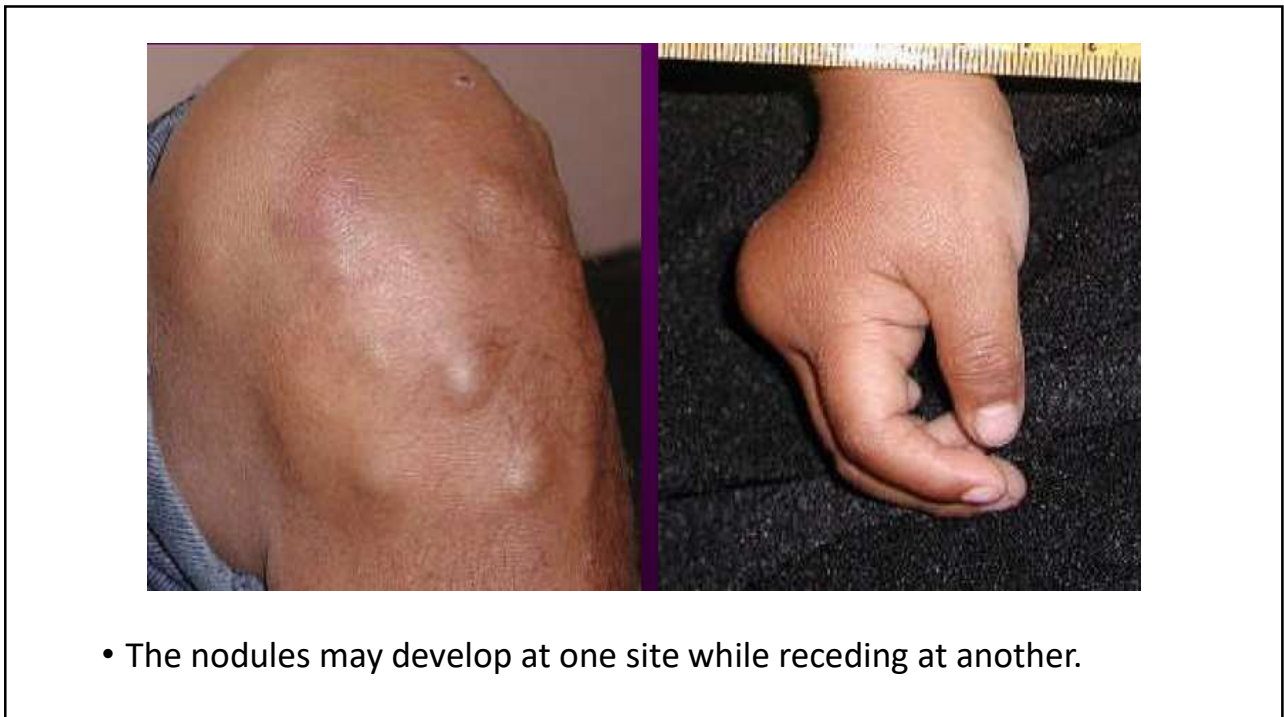 • The nodules may develop at one site while receding at another.